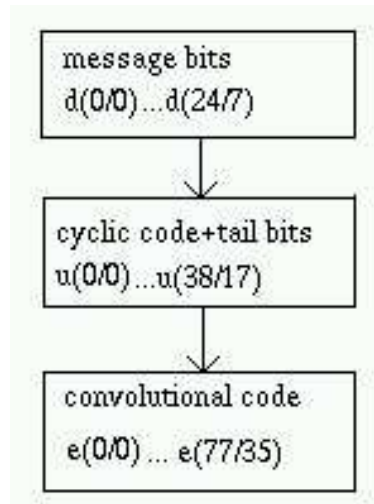 message bits
d(0/0)...d(24/7)
cyclic code+tail bits
u(0/0)...u(38/17)
convolutional code
e(0/0) ... e(77/35)